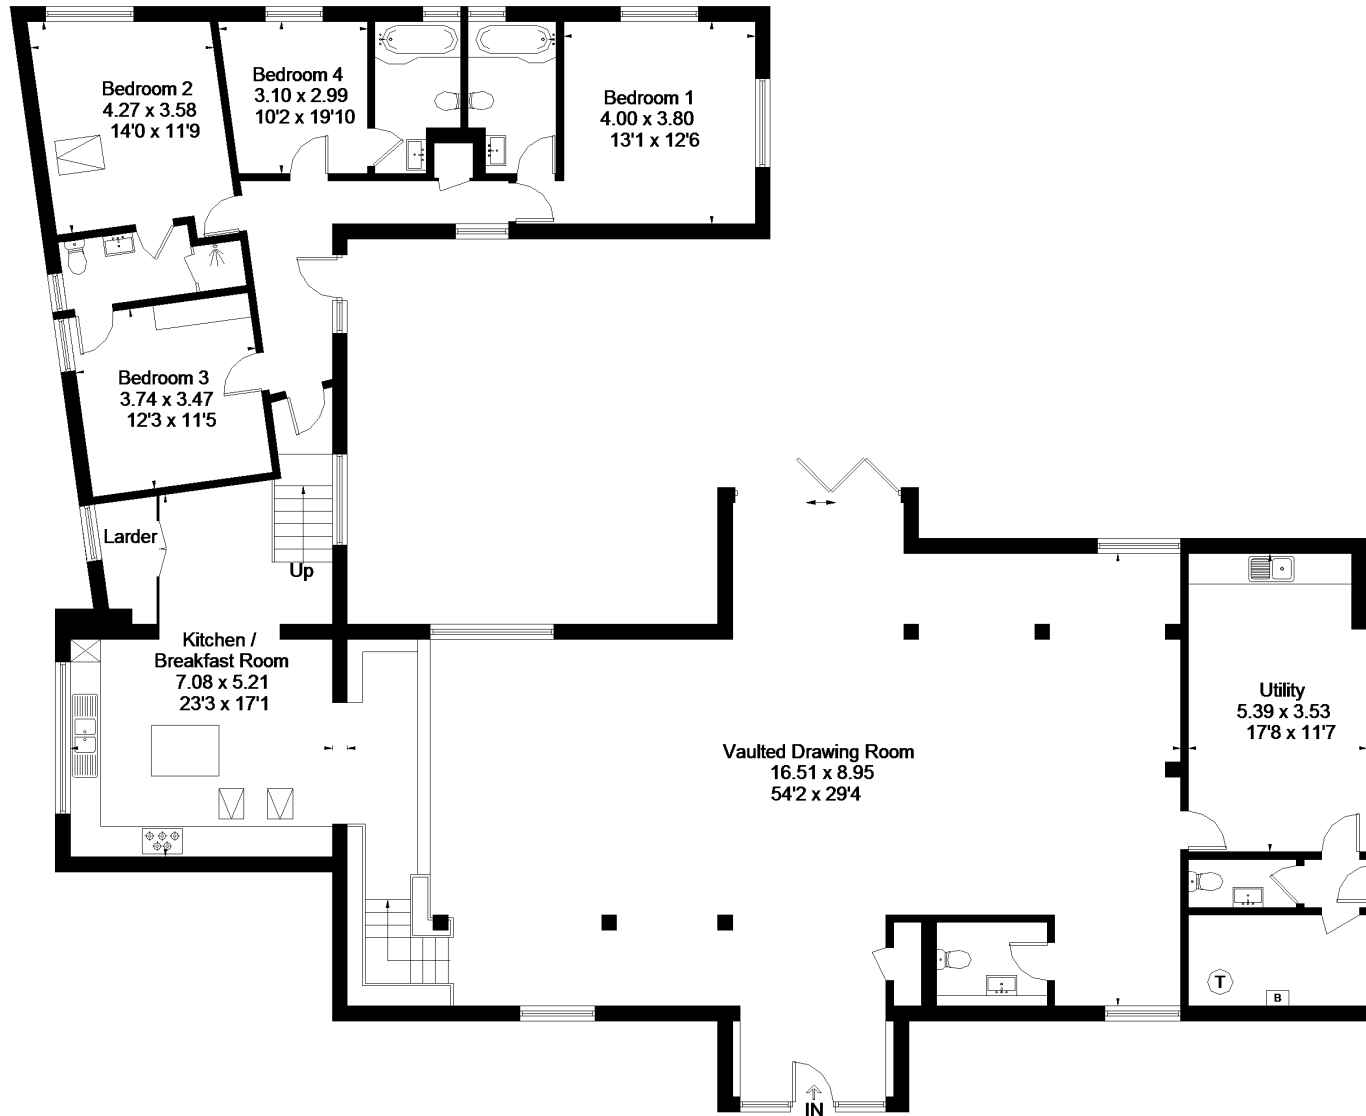 Bedroom 2
4.27 x 3.58
14'0 x 11'9
Bedroom 4
3.10 x 2.99
10'2 x 19'10
Bedroom 1
4.00 x 3.80
13'1 x 12'6
Bedroom 3
3.74 x 3.47
12'3 x 11'5
Larder
Up
Kitchen /
Breakfast Room
7.08 x 5.21
23'3 x 17'1
Vaulted Drawing Room
16.51 x 8.95
54'2 x 29'4
Utility
5.39 x 3.53
17'8 x 11'7
T
B
IN